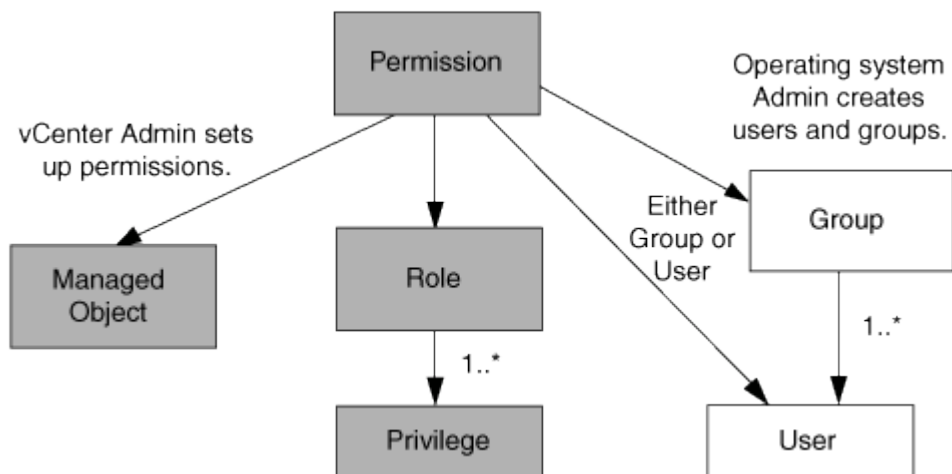 Permission
Operating system
Admin creates
users and groups.
vCenter Admin sets
up permissions.
Either
Group or
User
Group
Managed
Object
Role
1..*
1..*
Privilege
User